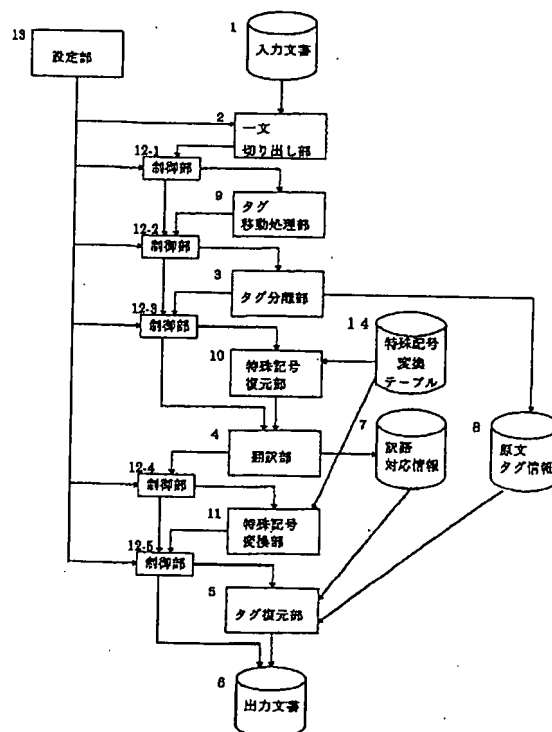 13
設定部
1
入力文書
2
一文
切り出し部
12-1
制御部
9
タグ
移動処理部
12-2
制御部
3
タグ分離部
12-3
制御部
14
特殊記号
変換
テーブル
10
特殊記号
復元部
7
訳語
対応情報
8
原文
タグ情報
4
翻訳部
12-4
制御部
11
特殊記号
変換部
12-5
制御部
5
タグ復元部
6
出力文書